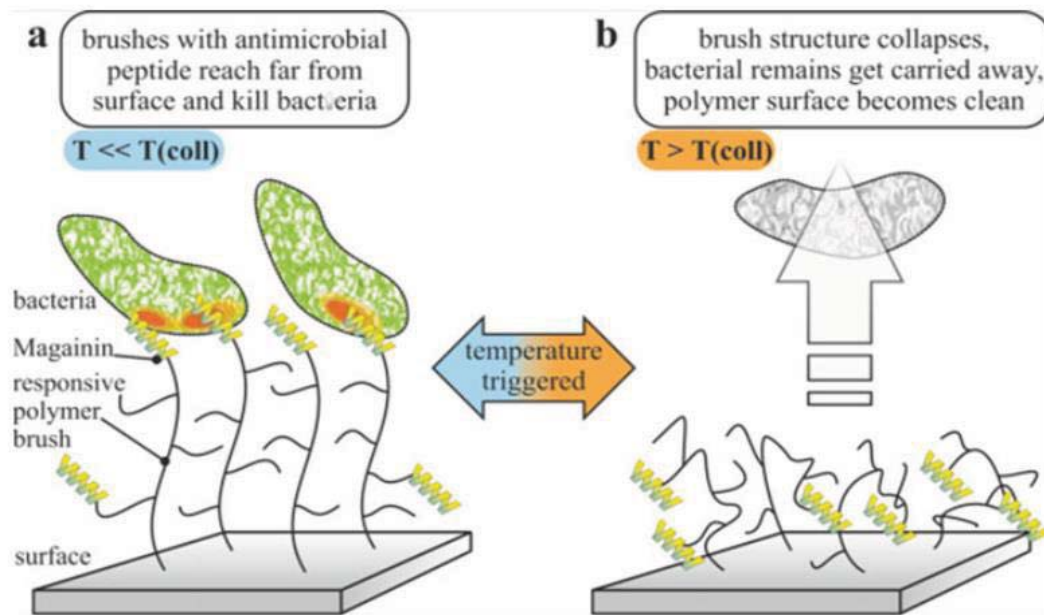 a
brushes with antimicrobial
peptide reach far from
surface and kill bacteria
T << T(coll)
bacteria
Magainin
responsive
polymer
brush
surface
temperature
triggered
b
brush structure collapses,
bacterial remains get carried away,
polymer surface becomes clean
T > T(coll)